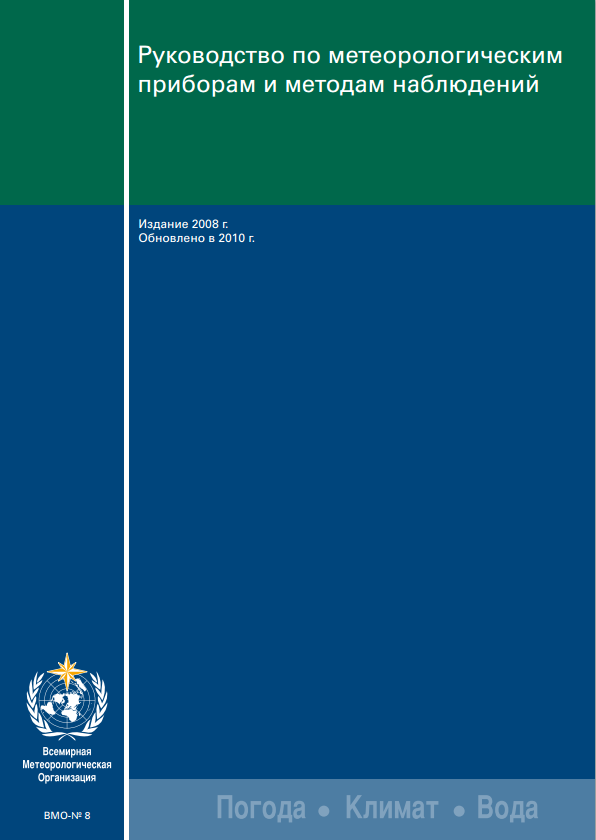 Руководство по метеорологическим
приборам и методам наблюдений
Издание 2008 г.
Обновлено в 2010 г.
Всемирная
Метеорологическая
Организация
ВМО-№ 8
Погода • Климат • Вода